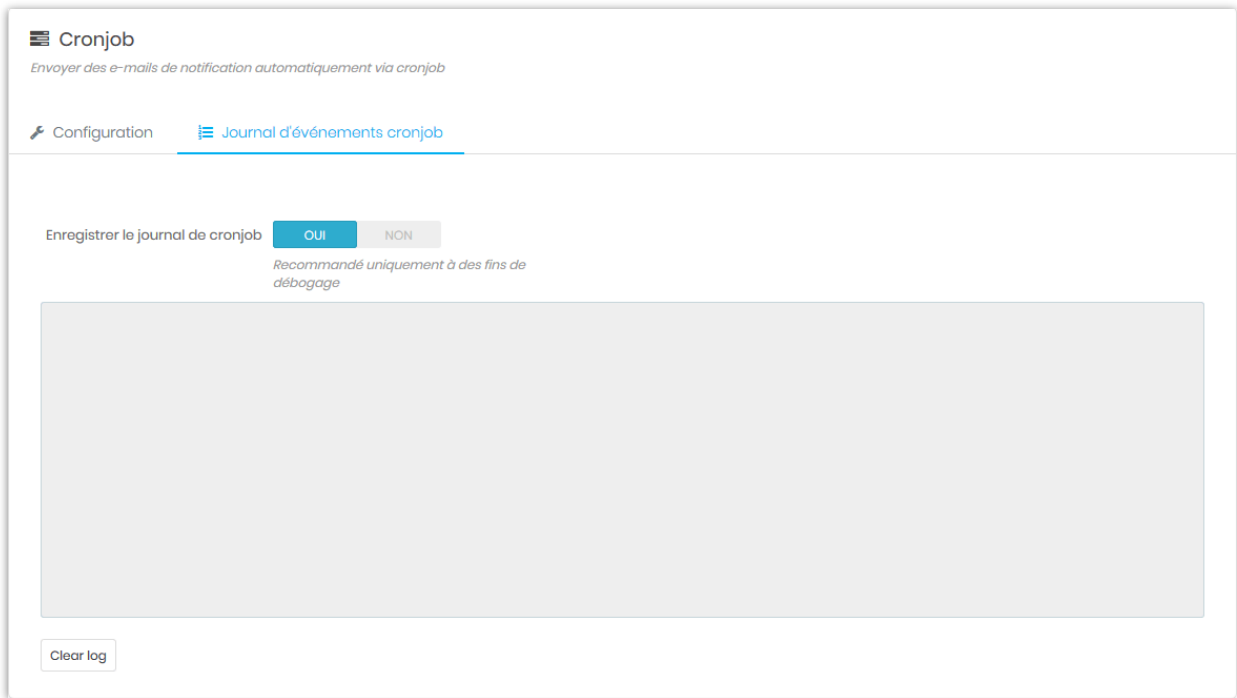 Cronjob
Envoyer des e-mails de notification automatiquement via cronjob
Configuration
Journal d'événements cronjob
Enregistrer le journal de cronjob
OUI
NON
Recommandé uniquement à des fins de
débogage
Clear log